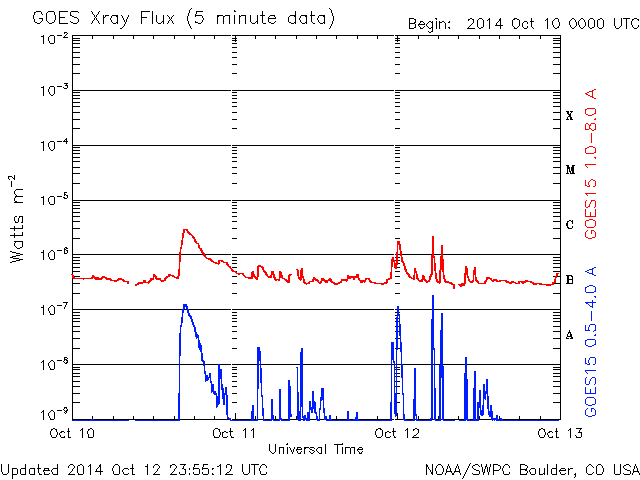 GOES Xray Flux (5 minute data)
Begin: 2014 Oct 10 0000 UTC
10⁻²
10⁻³
10⁻⁴
10⁻⁵
10⁻⁶
10⁻⁷
10⁻⁸
10⁻⁹
Watts m⁻²
X
M
C
B
A
GOES15 1.0–8.0 A
GOES15 0.5–4.0 A
Oct 10
Oct 11
Oct 12
Oct 13
Universal Time
Updated 2014 Oct 12 23:55:12 UTC
NOAA/SWPC Boulder, CO USA